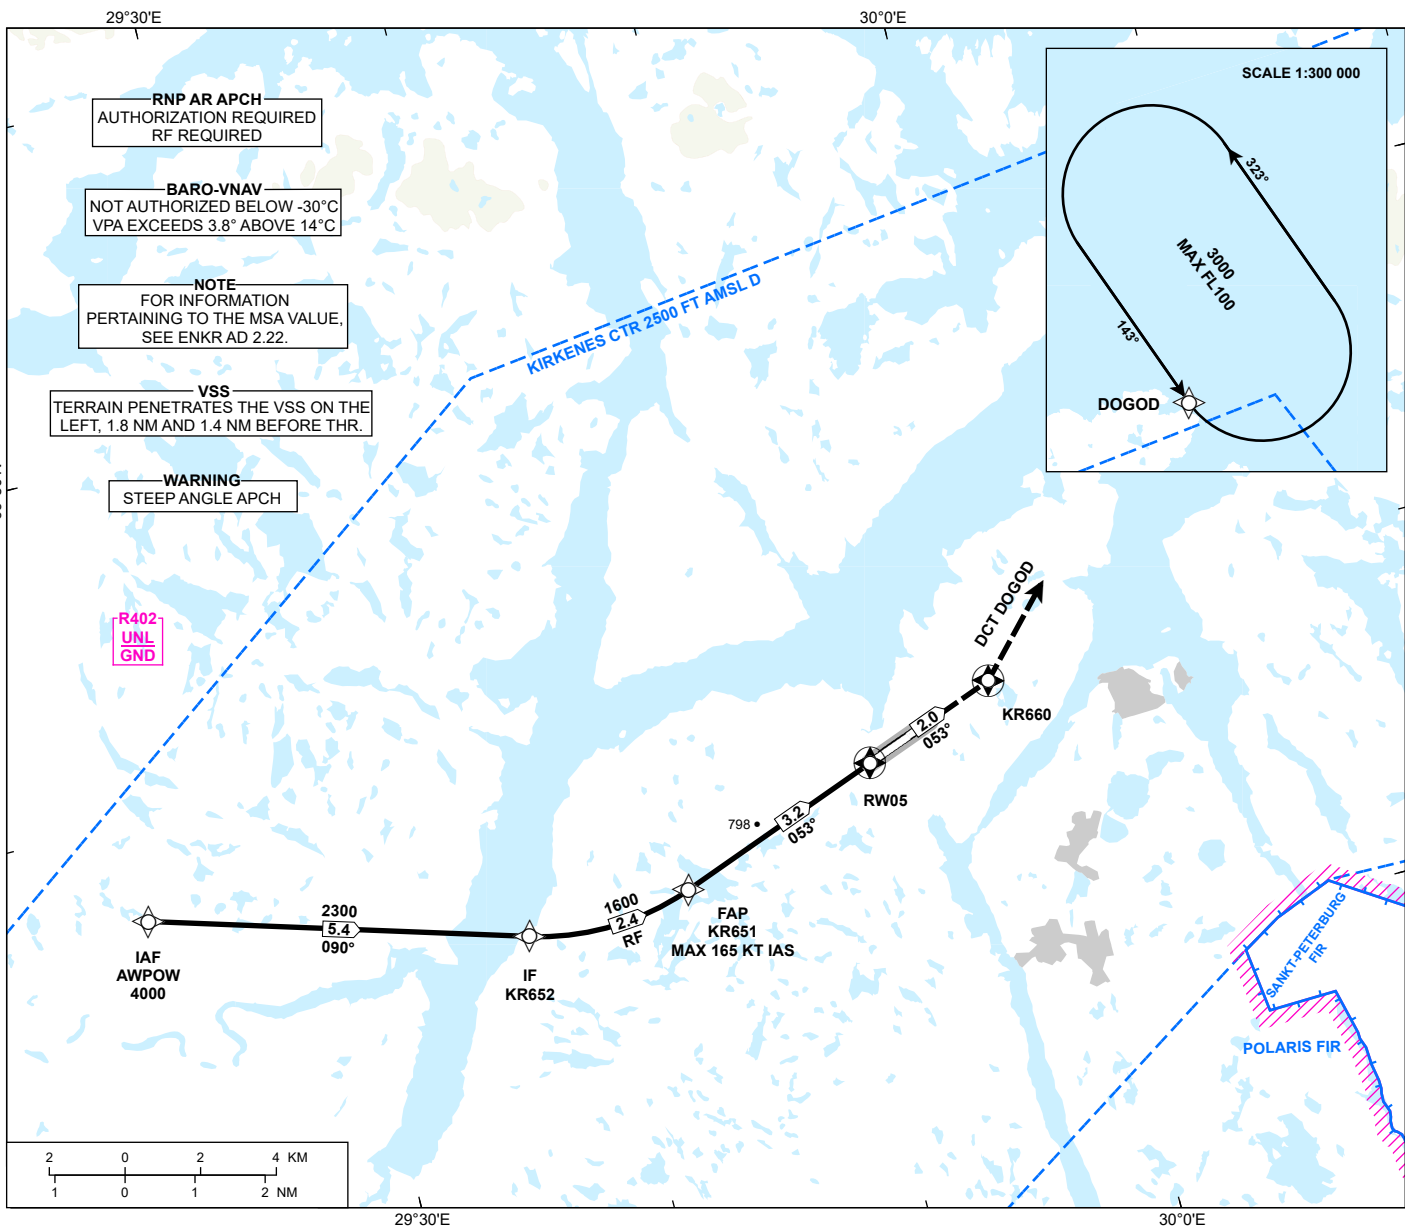 29°30'E
30°0'E
RNP AR APCH
AUTHORIZATION REQUIRED
RF REQUIRED
BARO-VNAV
NOT AUTHORIZED BELOW -30°C
VPA EXCEEDS 3.8° ABOVE 14°C
NOTE
FOR INFORMATION
PERTAINING TO THE MSA VALUE,
SEE ENKR AD 2.22.
VSS
TERRAIN PENETRATES THE VSS ON THE
LEFT, 1.8 NM AND 1.4 NM BEFORE THR.
WARNING
STEEP ANGLE APCH
R402
UNL
GND
KIRKENES CTR 2500 FT AMSL D
SCALE 1:300 000
323°
3000
MAX FL100
143°
DOGOD
DCT DOGOD
KR660
2.0
053°
RW05
798
3.2
053°
1600
2.4
RF
FAP
KR651
MAX 165 KT IAS
2300
5.4
090°
IAF
AWPOW
4000
IF
KR652
SANKT-PETERBURG
FIR
POLARIS FIR
2 0 2 4 KM
1 0 1 2 NM
29°30'E
30°0'E